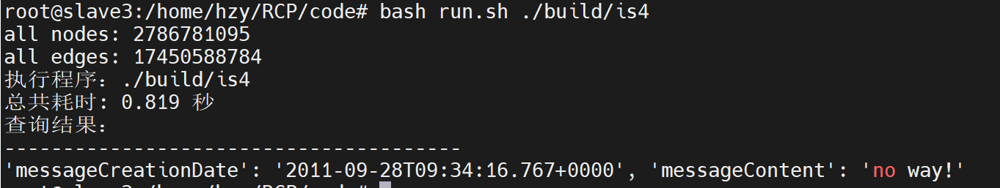 root@slave3:/home/hzy/RCP/code# bash run.sh ./build/is4
all nodes: 2786781095
all edges: 17450588784
执行程序: ./build/is4
总共耗时: 0.819 秒
查询结果:
---------------------------------------
'messageCreationDate': '2011-09-28T09:34:16.767+0000', 'messageContent': 'no way!'